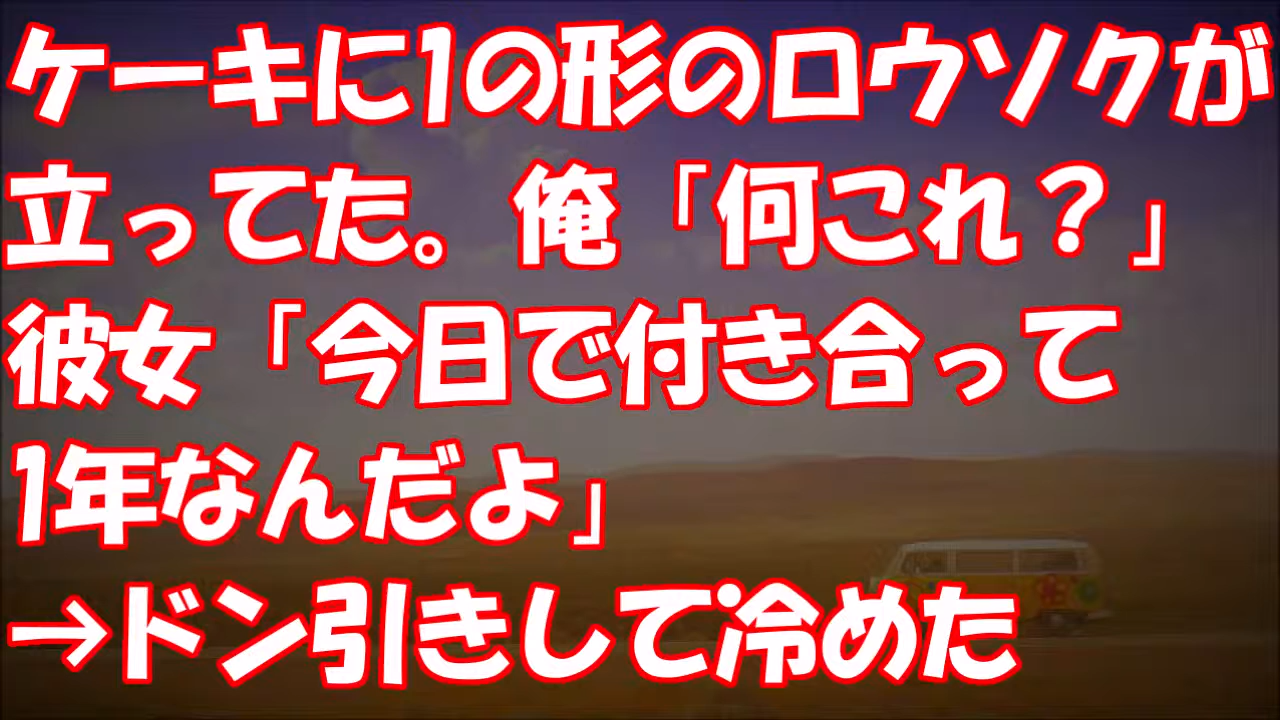 ケーキに1の形のロウソクが
立ってた。俺「何これ？」
彼女「今日で付き合って
1年なんだよ」
→ドン引きして冷めた